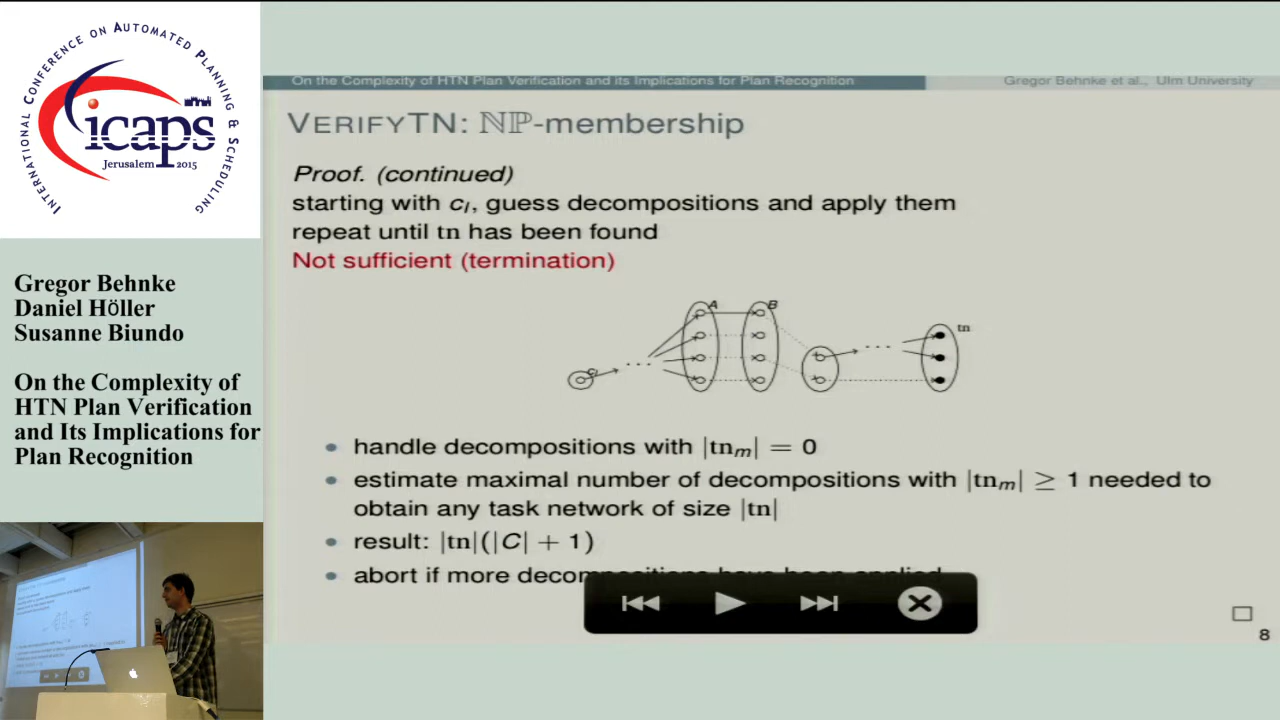 INTERNATIONAL CONFERENCE ON AUTOMATED PLANNING & SCHEDULING
icaps
Jerusalem 2015
Gregor Behnke
Daniel Höller
Susanne Biundo
On the Complexity of
HTN Plan Verification
and Its Implications for
Plan Recognition
On the Complexity of HTN Plan Verification and its Implications for Plan Recognition
Gregor Behnke et al., Ulm University
VERIFYTN: ℕℙ-membership
Proof. (continued)
starting with c_I, guess decompositions and apply them
repeat until tn has been found
Not sufficient (termination)
A
B
tn
• handle decompositions with |tn_m| = 0
• estimate maximal number of decompositions with |tn_m| ≥ 1 needed to
obtain any task network of size |tn|
• result: |tn|(|C| + 1)
• abort if more decompositions have been applied
8